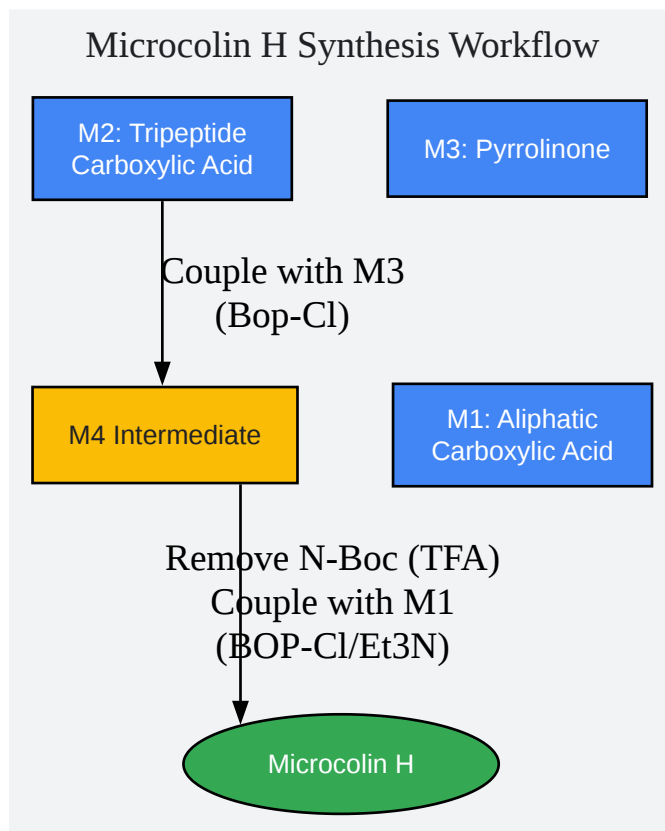 Microcolin H Synthesis Workflow
M2: Tripeptide
Carboxylic Acid
M3: Pyrrolinone
Couple with M3
(Bop-Cl)
M4 Intermediate
M1: Aliphatic
Carboxylic Acid
Remove N-Boc (TFA)
Couple with M1
(BOP-Cl/Et3N)
Microcolin H